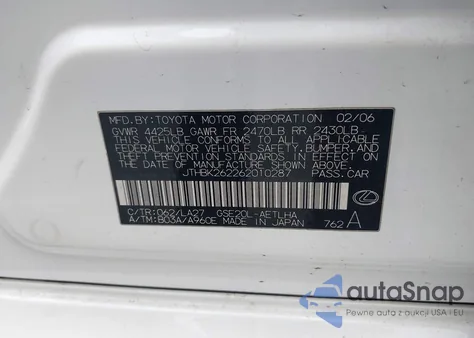 MFD.BY:TOYOTA MOTOR CORPORATION 02/06
GVWR 4425LB GAWR FR 2470LB RR 2430LB
THIS VEHICLE CONFORMS TO ALL APPLICABLE
FEDERAL MOTOR VEHICLE SAFETY,BUMPER,AND
THEFT PREVENTION STANDARDS IN EFFECT ON
THE DATE OF MANUFACTURE SHOWN ABOVE.
JTHBK262262010287 PASS.CAR
C/TR:062/LA27 GSE20L-AETLHA
A/TM:B03A/A960E MADE IN JAPAN 762 A
autoSnap
Pewne auta z aukcji USA i EU